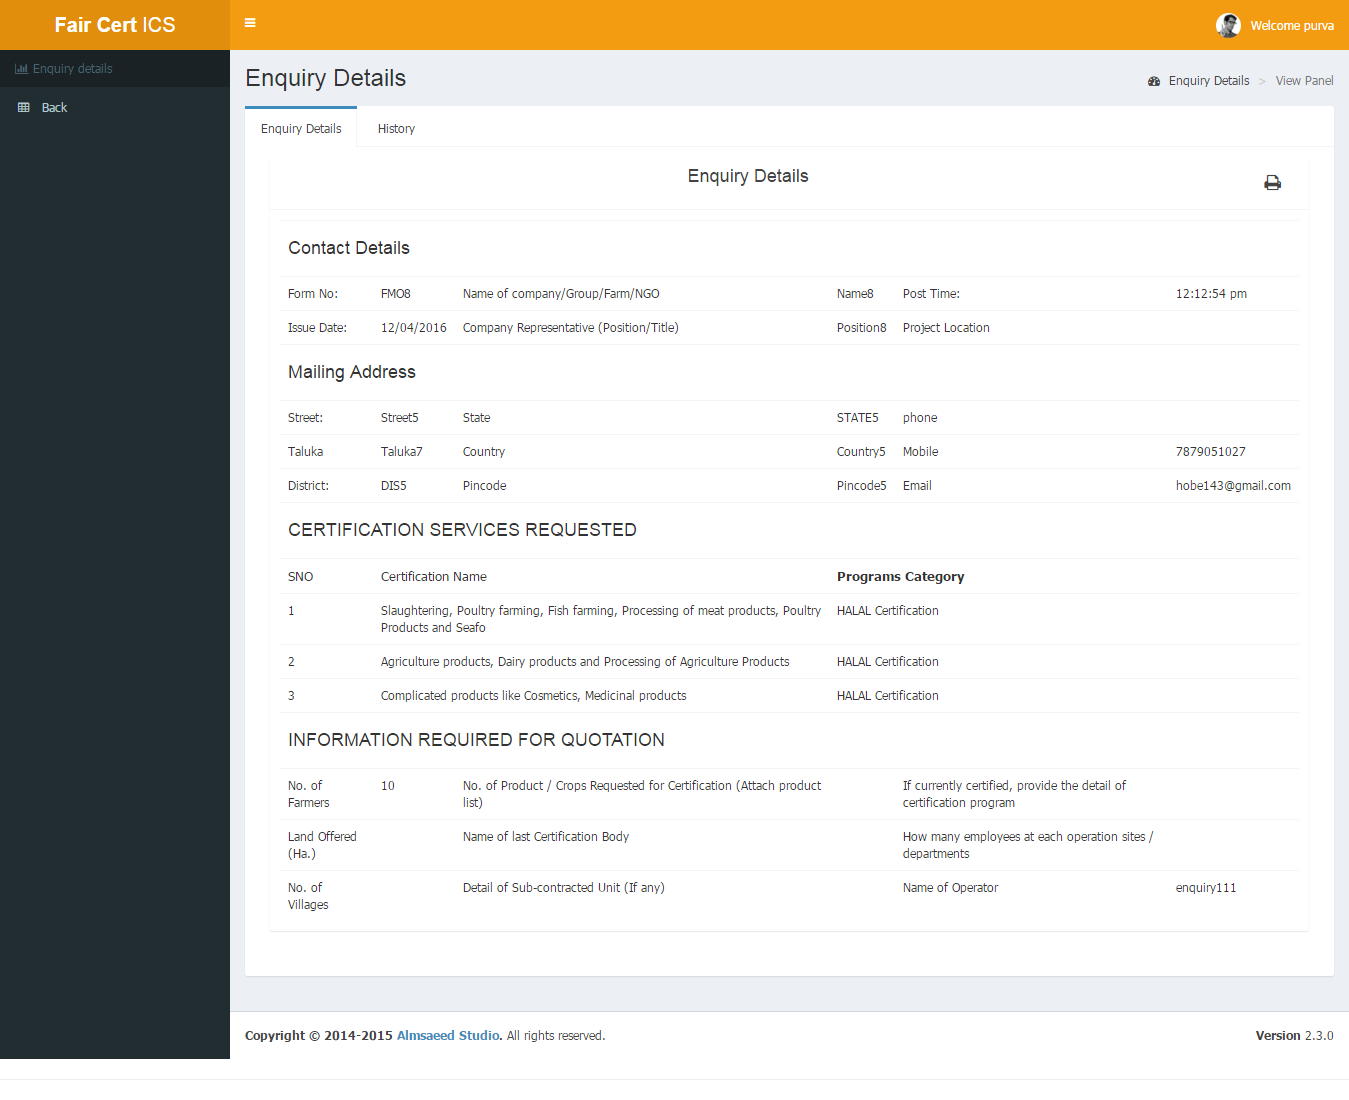 Fair Cert ICS
Welcome purva
Enquiry details
Back
Enquiry Details
Enquiry Details > View Panel
Enquiry Details History
Enquiry Details
Contact Details
Form No: FMO8 Name of company/Group/Farm/NGO Name8 Post Time: 12:12:54 pm
Issue Date: 12/04/2016 Company Representative (Position/Title) Position8 Project Location
Mailing Address
Street: Street5 State STATE5 phone
Taluka Taluka7 Country Country5 Mobile 7879051027
District: DIS5 Pincode Pincode5 Email hobe143@gmail.com
CERTIFICATION SERVICES REQUESTED
SNO Certification Name Programs Category
1 Slaughtering, Poultry farming, Fish farming, Processing of meat products, Poultry HALAL Certification
Products and Seafo
2 Agriculture products, Dairy products and Processing of Agriculture Products HALAL Certification
3 Complicated products like Cosmetics, Medicinal products HALAL Certification
INFORMATION REQUIRED FOR QUOTATION
No. of 10 No. of Product / Crops Requested for Certification (Attach product If currently certified, provide the detail of
Farmers list) certification program
Land Offered Name of last Certification Body How many employees at each operation sites /
(Ha.) departments
No. of Detail of Sub-contracted Unit (If any) Name of Operator enquiry111
Villages
Copyright © 2014-2015 Almsaeed Studio. All rights reserved. Version 2.3.0